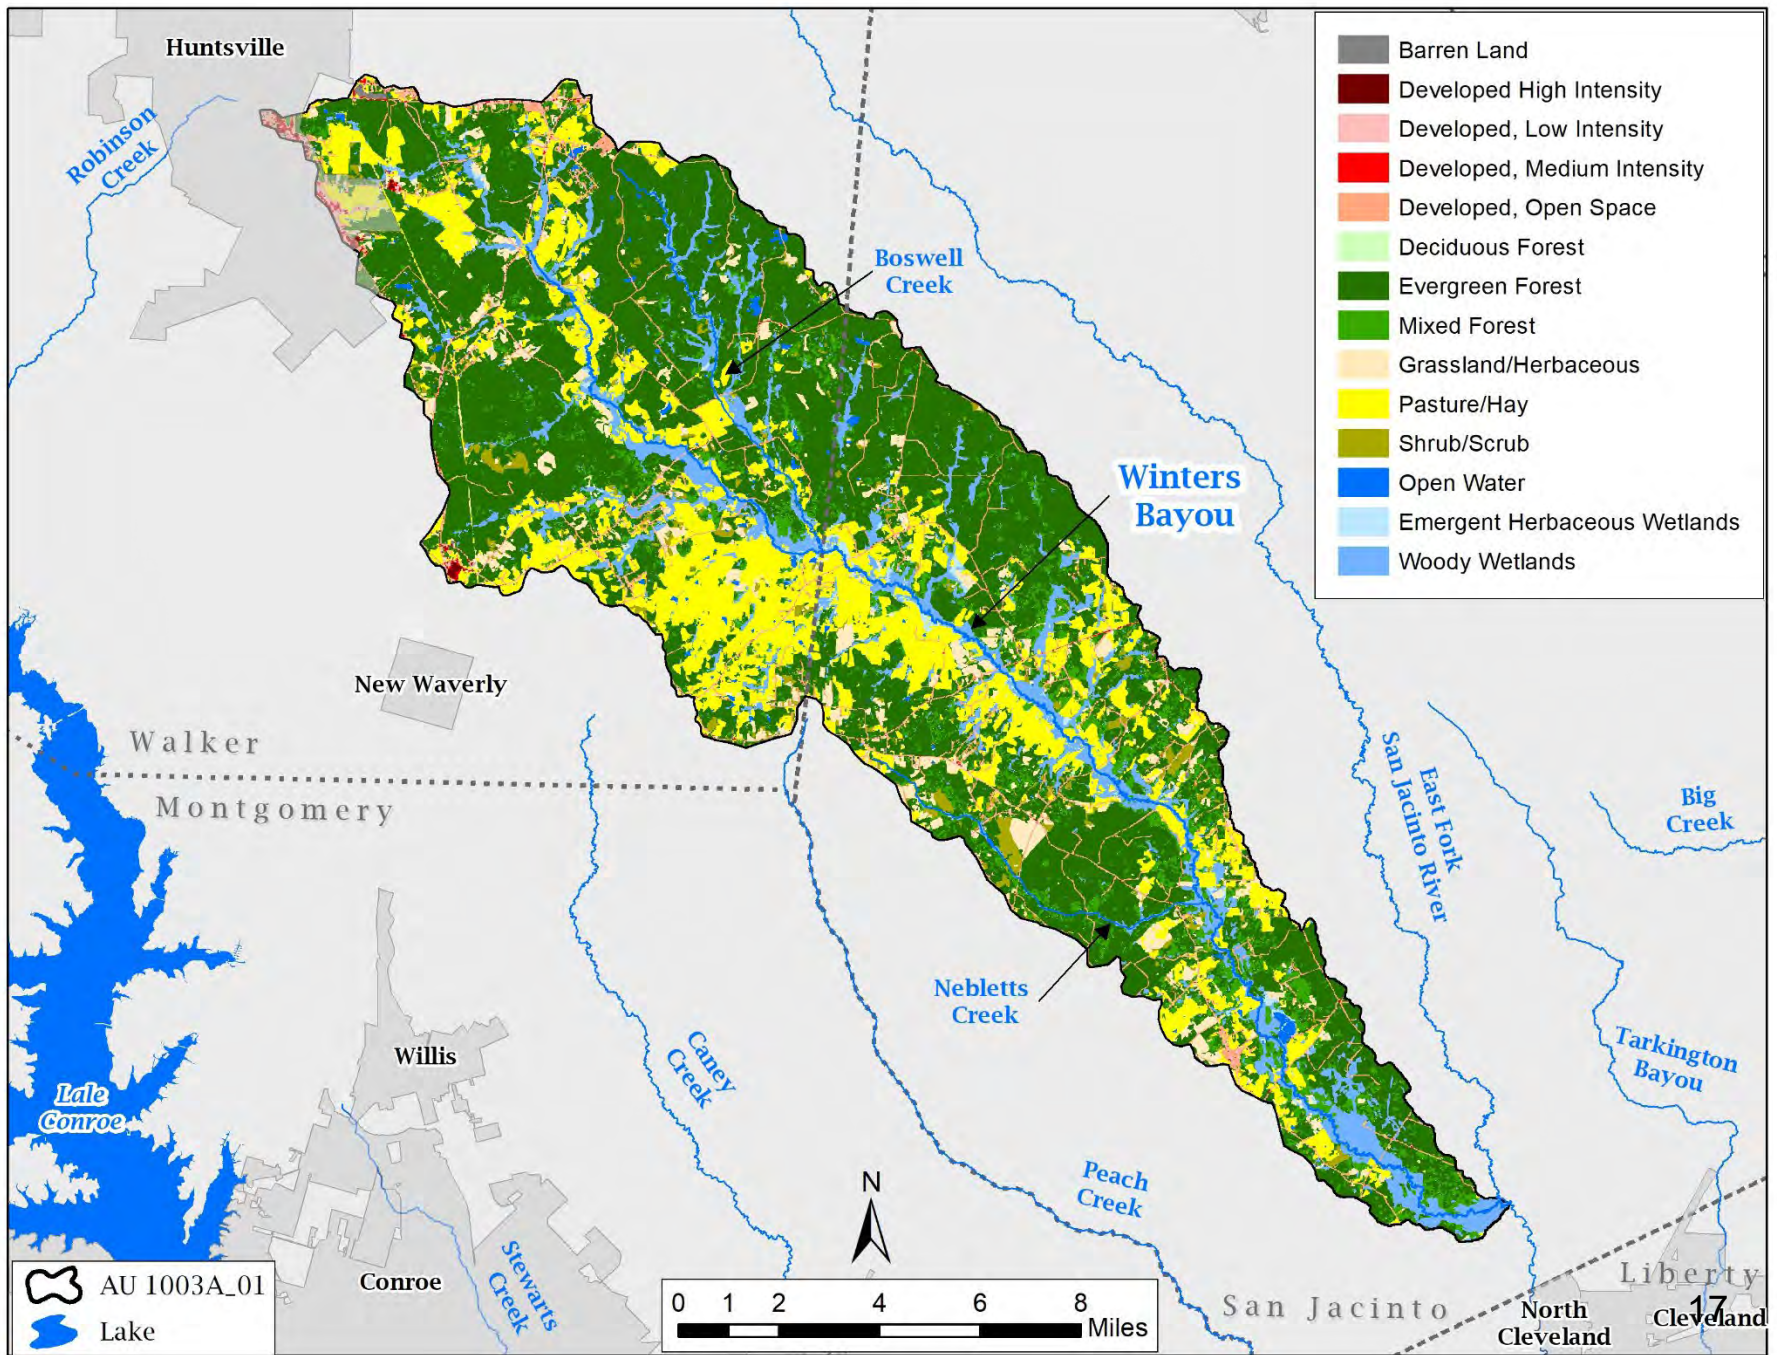 Huntsville
Robinson
Creek
Boswell
Creek
Winters
Bayou
New Waverly
Walker
Montgomery
Nebletts
Creek
East Fork
San Jacinto River
Big
Creek
Tarkington
Bayou
Willis
Caney
Creek
Lale
Conroe
Peach
Creek
Conroe
Stewarts
Creek
San Jacinto
Liberty
North
Cleveland
Cleveland
17
N
0 1 2 4 6 8
Miles
AU 1003A_01
Lake
Barren Land
Developed High Intensity
Developed, Low Intensity
Developed, Medium Intensity
Developed, Open Space
Deciduous Forest
Evergreen Forest
Mixed Forest
Grassland/Herbaceous
Pasture/Hay
Shrub/Scrub
Open Water
Emergent Herbaceous Wetlands
Woody Wetlands